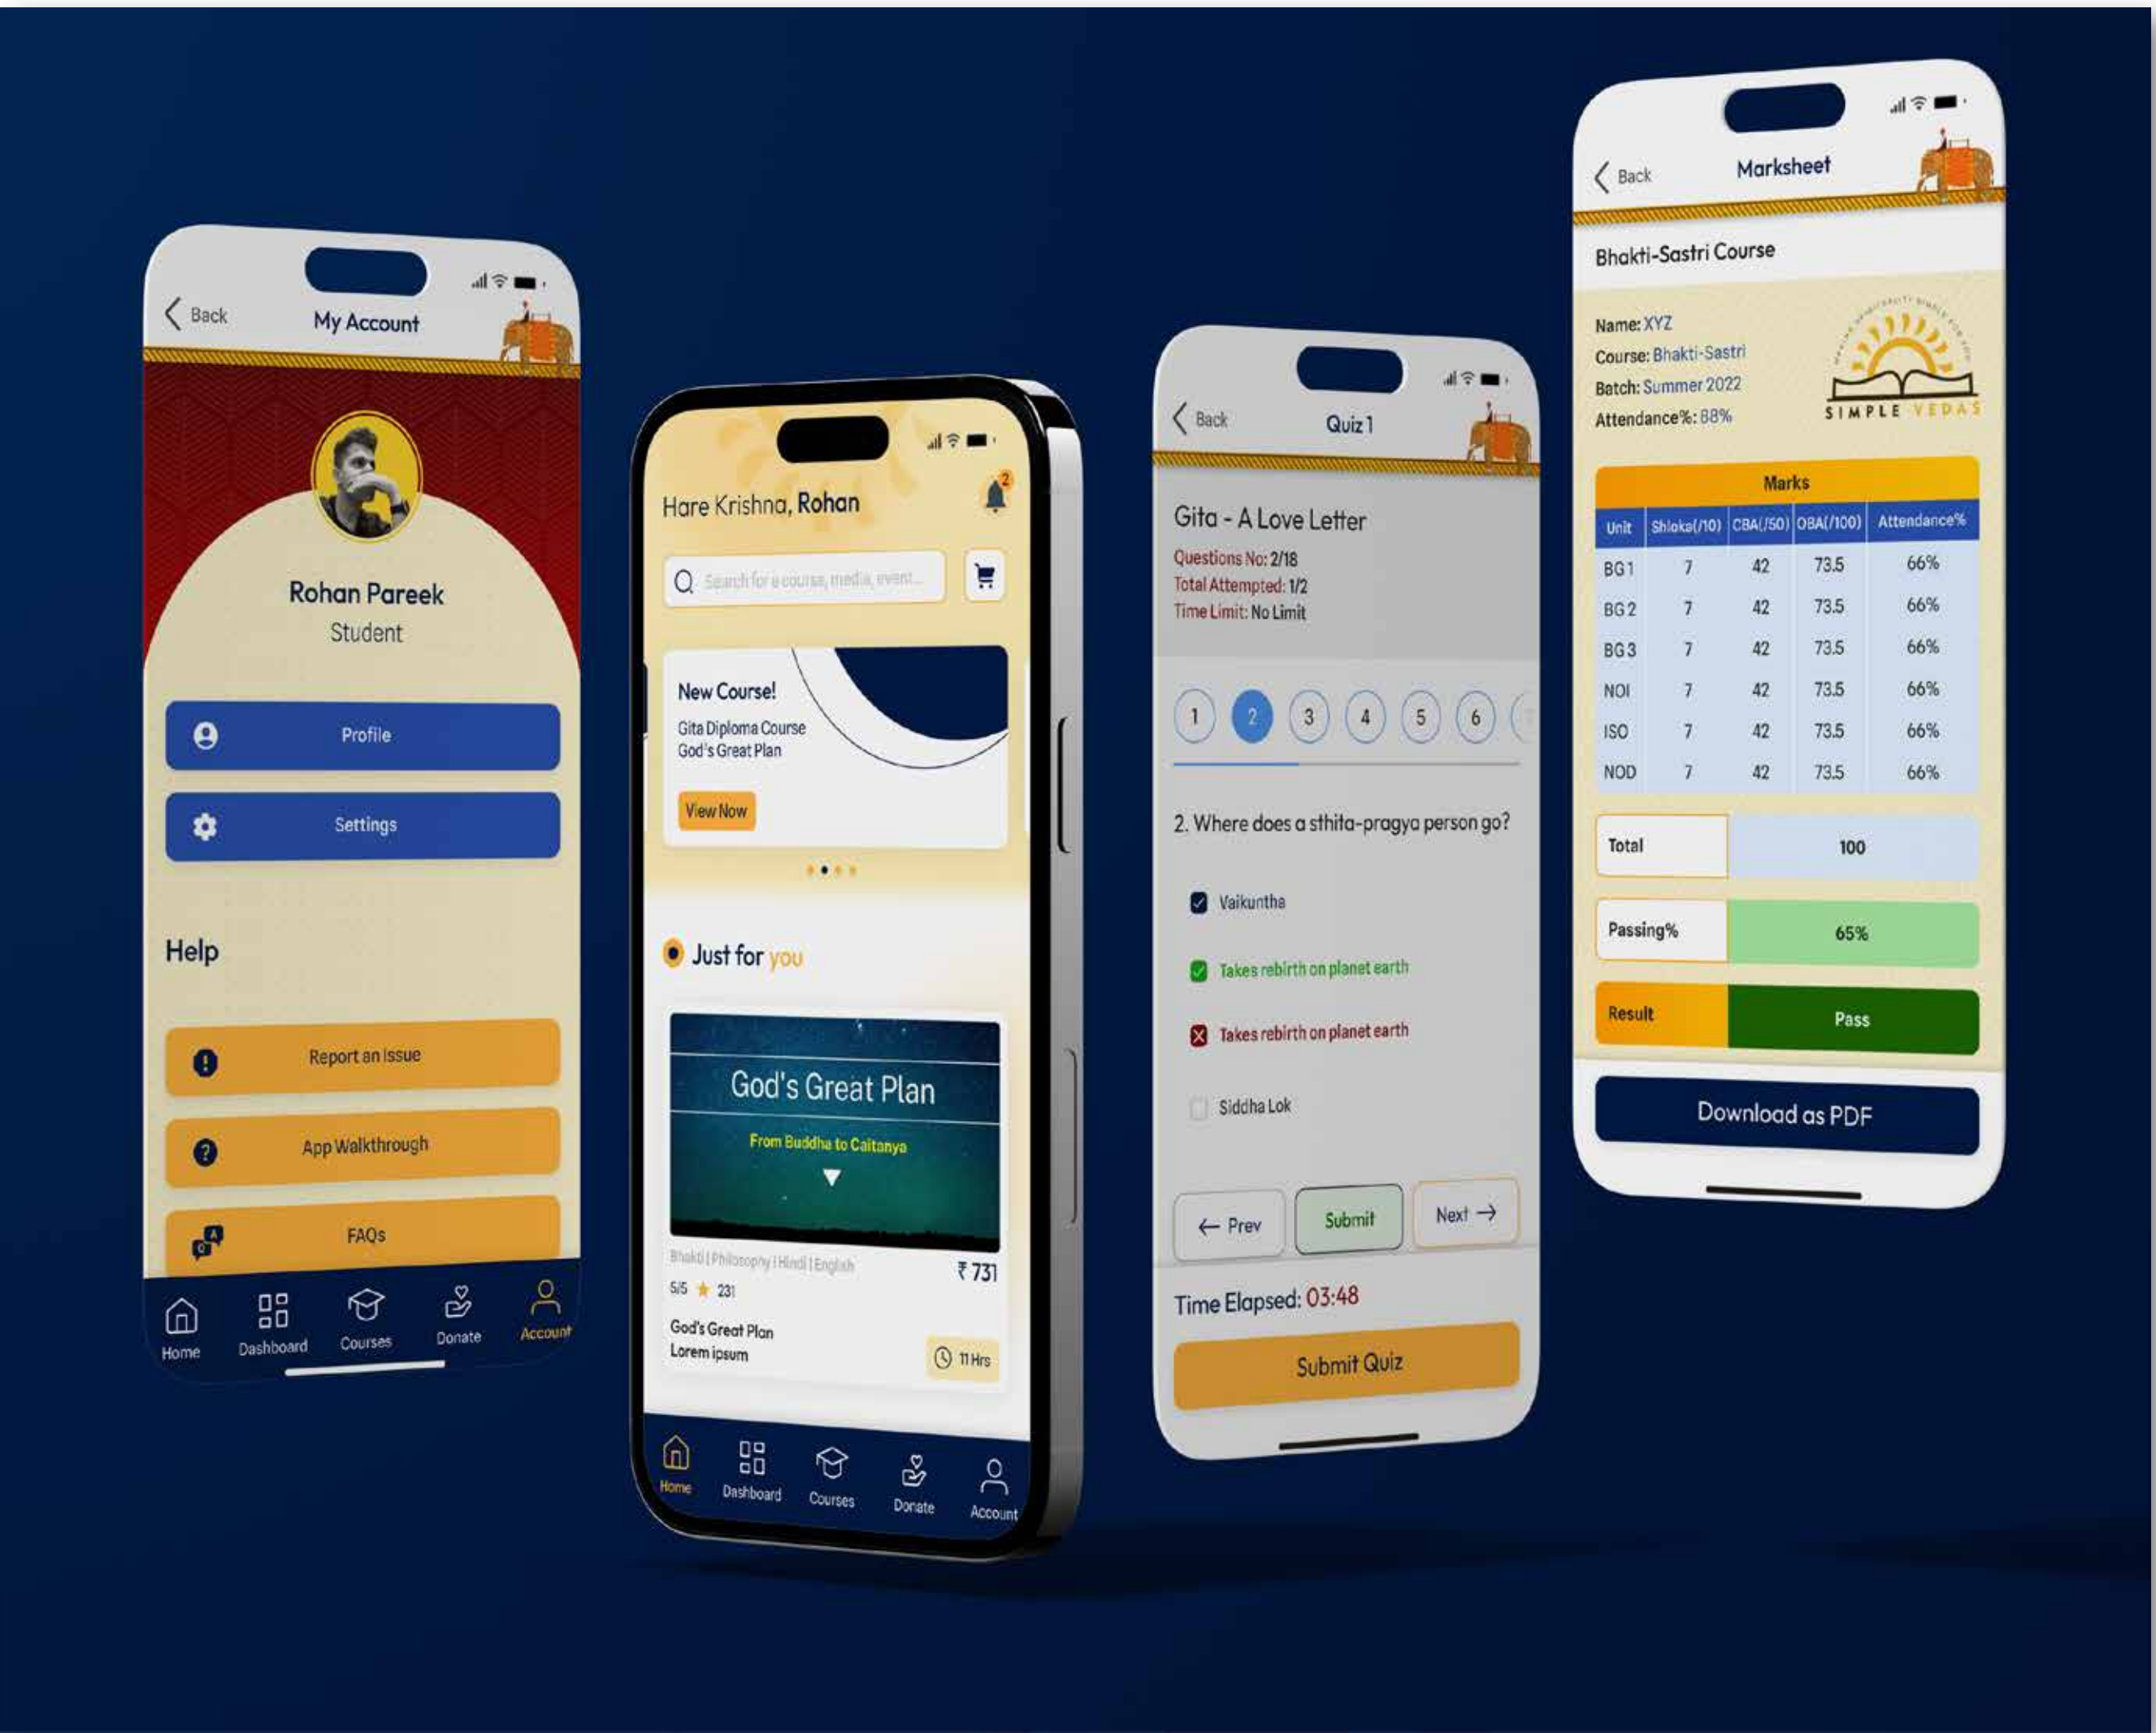 Back
My Account
Rohan Pareek
Student
Profile
Settings
Help
Report an Issue
App Walkthrough
FAQs
Home
Dashboard
Courses
Donate
Account
Hare Krishna, Rohan
2
Search for a course, media, event...
New Course!
Gita Diploma Course
God's Great Plan
View Now
Just for you
God's Great Plan
From Buddha to Caitanya
Bhakti | Philosophy | Hindi | English
₹ 731
5/5 ★ 231
God's Great Plan
Lorem ipsum
11 Hrs
Home
Dashboard
Courses
Donate
Account
Back
Quiz 1
Gita - A Love Letter
Questions No: 2/18
Total Attempted: 1/2
Time Limit: No Limit
1 2 3 4 5 6
2. Where does a sthita-pragya person go?
Vaikuntha
Takes rebirth on planet earth
Takes rebirth on planet earth
Siddha Lok
← Prev
Submit
Next →
Time Elapsed: 03:48
Submit Quiz
Back
Marksheet
Bhakti-Sastri Course
Name: XYZ
Course: Bhakti-Sastri
Batch: Summer 2022
Attendance%: 88%
SIMPLE VEDAS
Marks
Unit Shloka(/10) CBA(/50) OBA(/100) Attendance%
BG 1 7 42 73.5 66%
BG 2 7 42 73.5 66%
BG 3 7 42 73.5 66%
NOI 7 42 73.5 66%
ISO 7 42 73.5 66%
NOD 7 42 73.5 66%
Total 100
Passing% 65%
Result Pass
Download as PDF